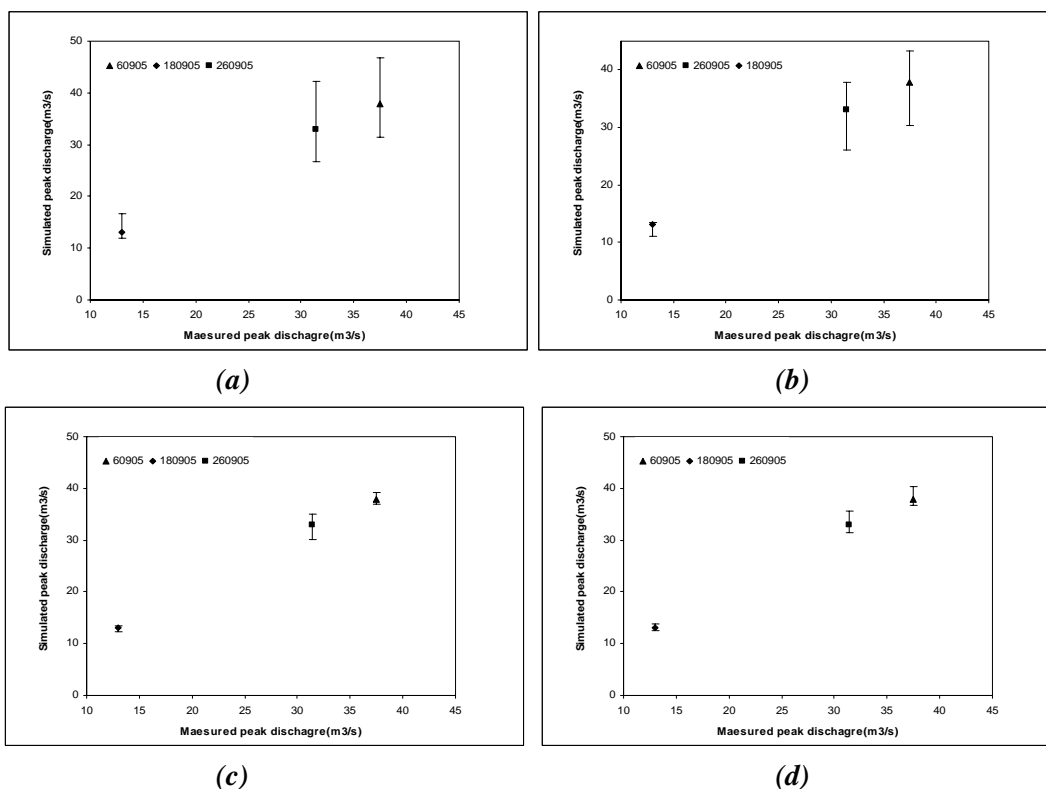 50
▲ 60905 ◆ 180905 ■ 260905
40
30
20
10
0
Simulated peak discharge(m3/s)
10 15 20 25 30 35 40 45
Maesured peak dischagre(m3/s)
(a)
▲ 60905 ■ 260905 ◆ 180905
40
30
20
10
0
Simulated peak discharge(m3/s)
10 15 20 25 30 35 40 45
Maesured peak dischagre(m3/s)
(b)
50
▲ 60905 ◆ 180905 ■ 260905
40
30
20
10
0
Simulated peak discharge(m3/s)
10 15 20 25 30 35 40 45
Maesured peak dischagre(m3/s)
(c)
50
▲ 60905 ◆ 180905 ■ 260905
40
30
20
10
0
Simulated peak discharge(m3/s)
10 15 20 25 30 35 40 45
Maesured peak dischagre(m3/s)
(d)